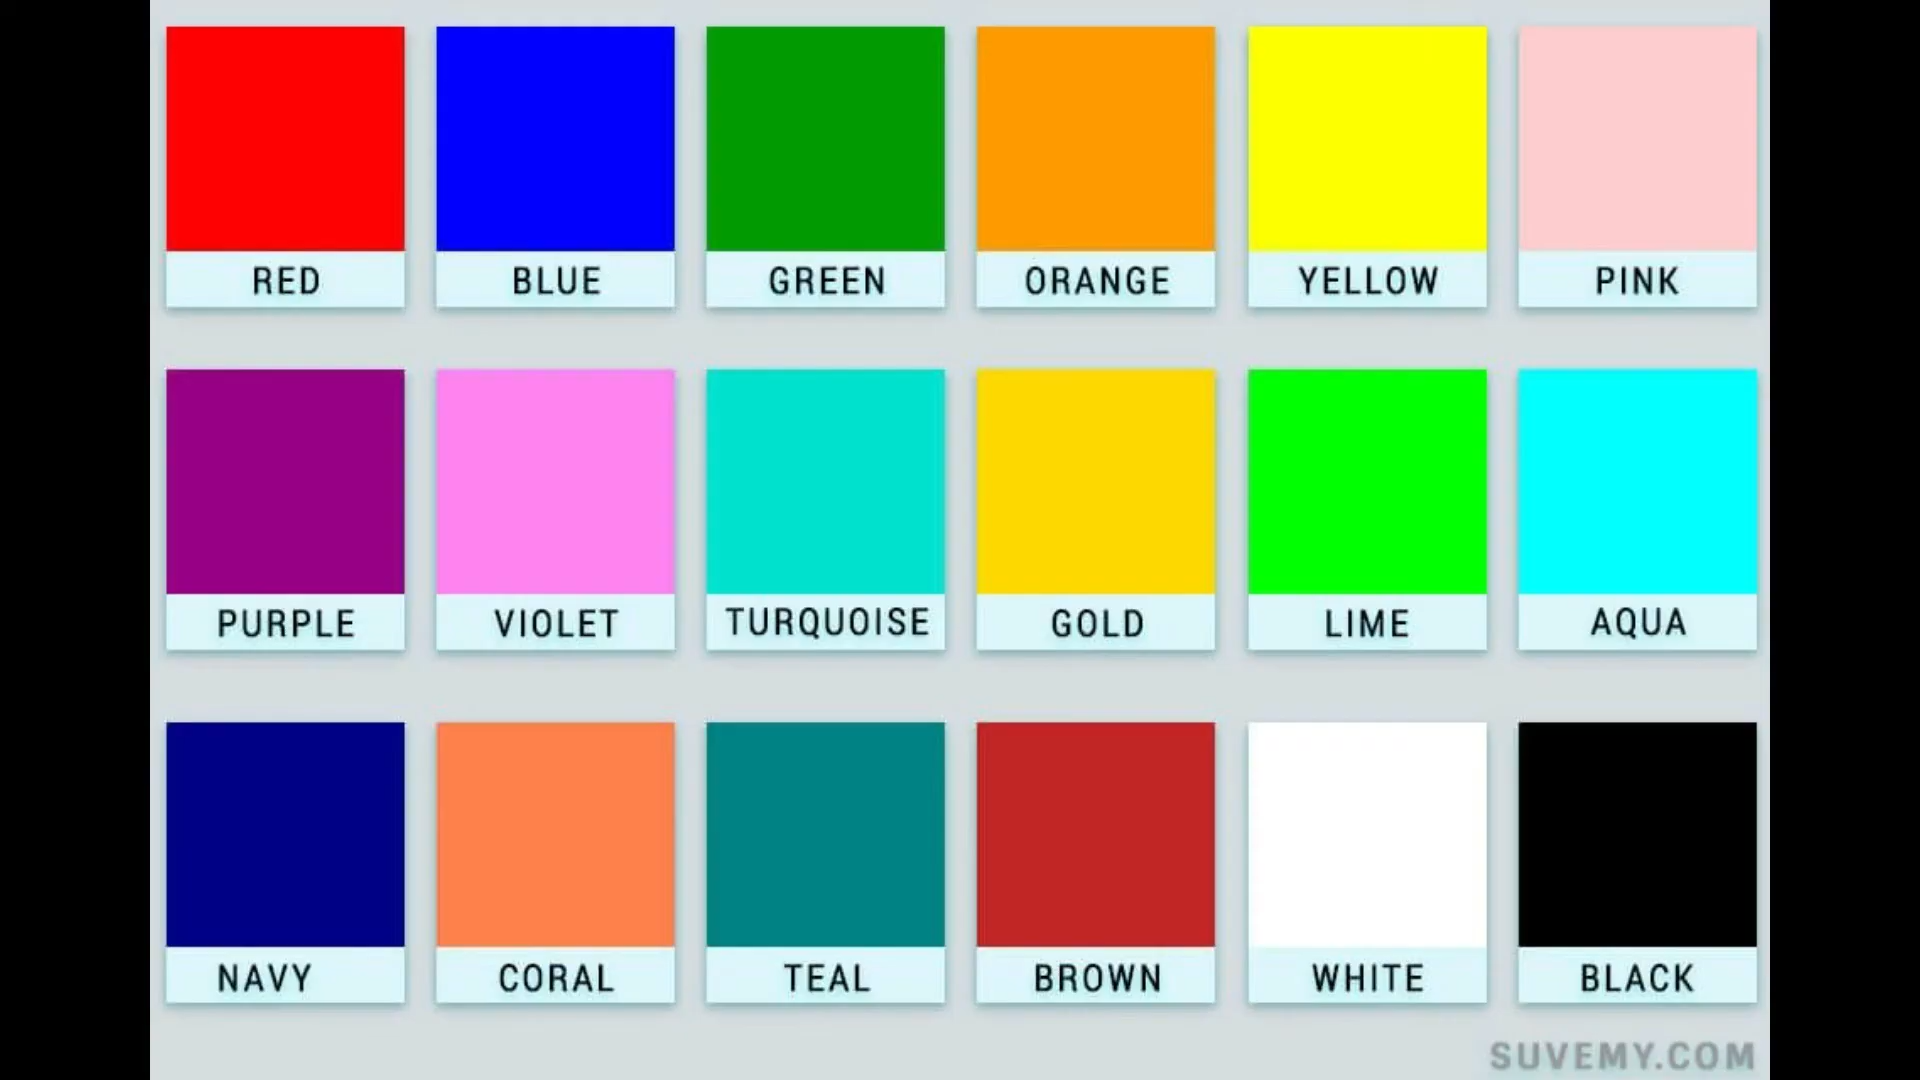 RED
BLUE
GREEN
ORANGE
YELLOW
PINK
PURPLE
VIOLET
TURQUOISE
GOLD
LIME
AQUA
NAVY
CORAL
TEAL
BROWN
WHITE
BLACK
SUVEMY.COM